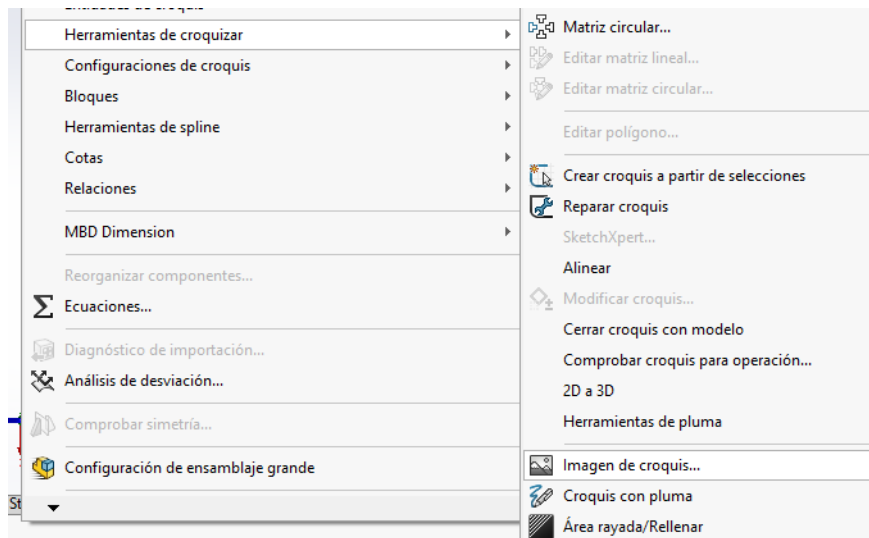 Herramientas de croquizar
Configuraciones de croquis
Bloques
Herramientas de spline
Cotas
Relaciones
MBD Dimension
Reorganizar componentes...
Ecuaciones...
Diagnóstico de importación...
Análisis de desviación...
Comprobar simetría...
Configuración de ensamblaje grande
St
Matriz circular...
Editar matriz lineal...
Editar matriz circular...
Editar polígono...
Crear croquis a partir de selecciones
Reparar croquis
SketchXpert...
Alinear
Modificar croquis...
Cerrar croquis con modelo
Comprobar croquis para operación...
2D a 3D
Herramientas de pluma
Imagen de croquis...
Croquis con pluma
Área rayada/Rellenar